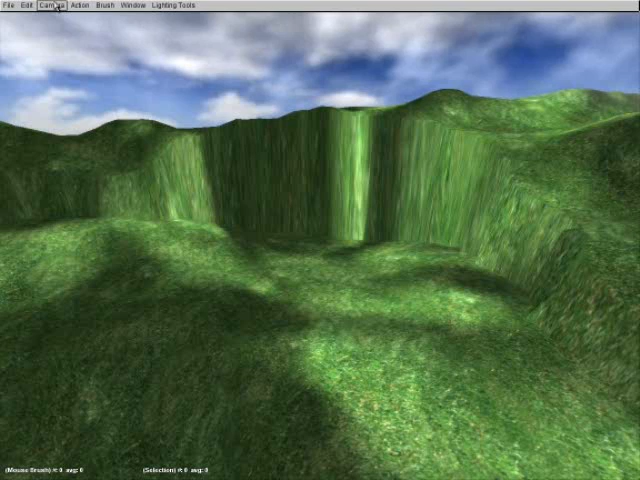 File Edit Camera Action Brush Window Lighting Tools
(Mouse Brush) #: 0 avg: 0 (Selection) #: 0 avg: 0